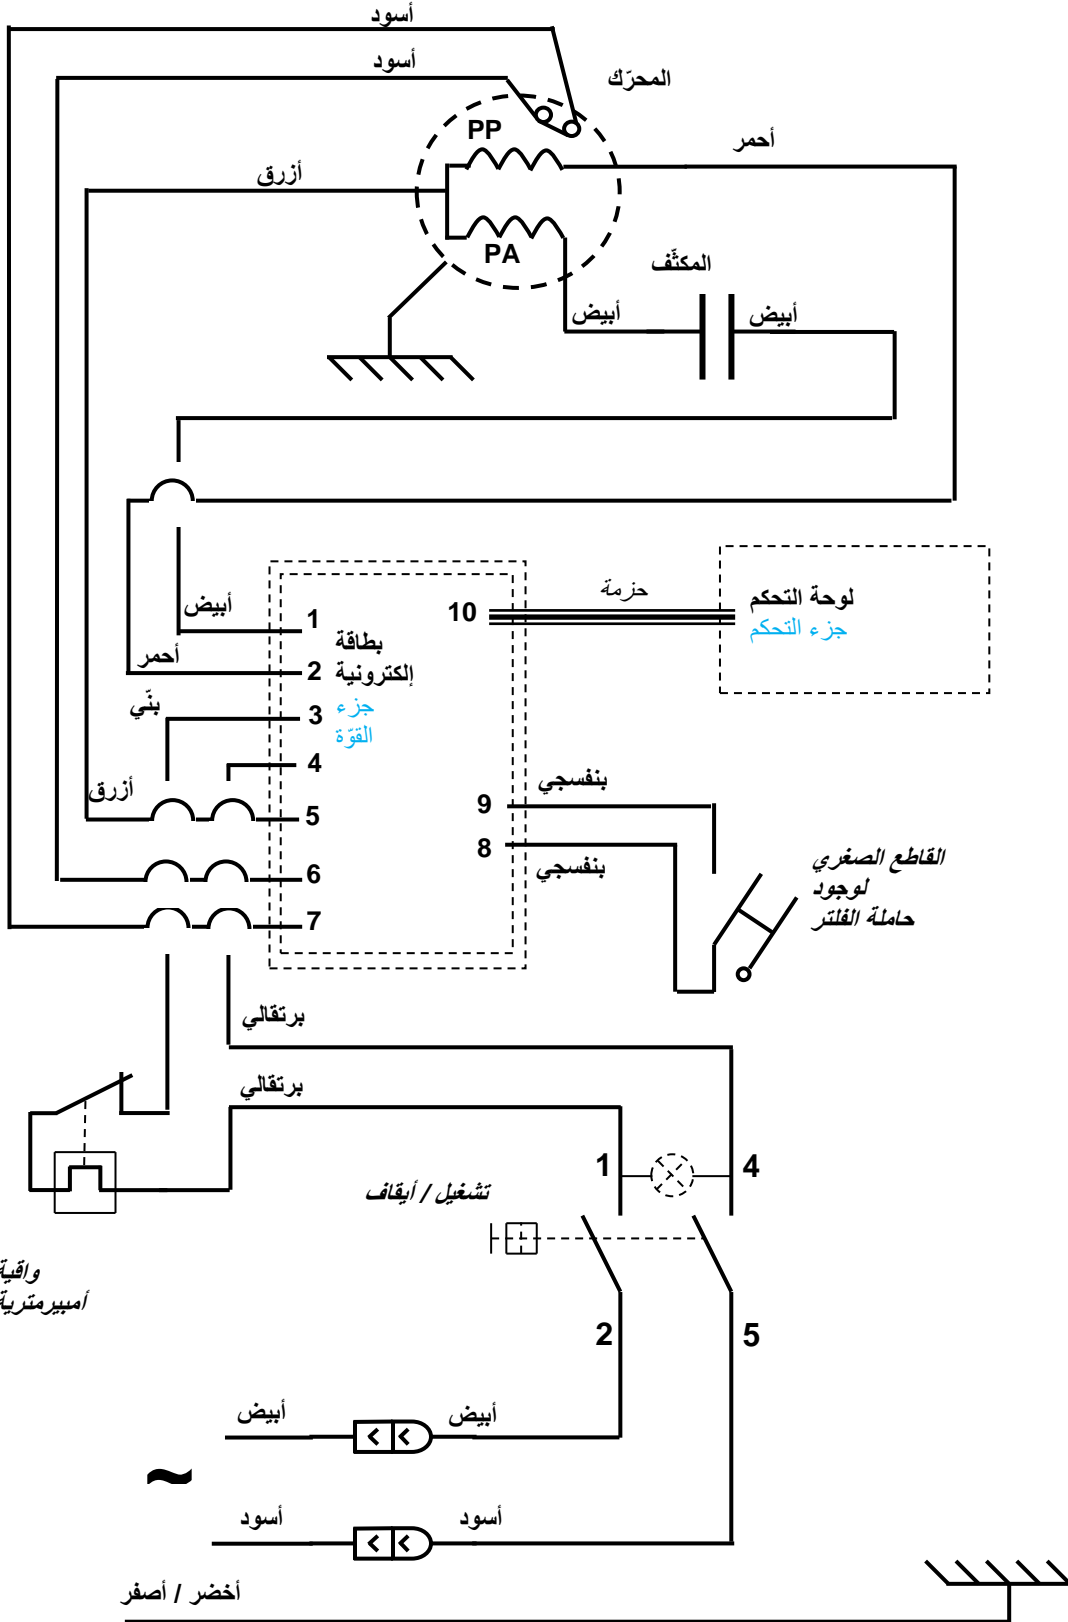 أسود
أسود
المحرّك
PP
أحمر
أزرق
PA
المكثّف
أبيض
أبيض
حزمة
لوحة التحكم
جزء التحكم
أبيض
1
10
بطاقة
أحمر
2
إلكترونية
بنّي
3
جزء
القوّة
4
أزرق
5
9
بنفسجي
8
بنفسجي
القاطع الصغري
لوجود
حاملة الفلتر
6
7
برتقالي
برتقالي
1
4
تشغيل / أيقاف
واقية
أمبيرمترية
2
5
أبيض
أبيض
~
أسود
أسود
أخضر / أصفر